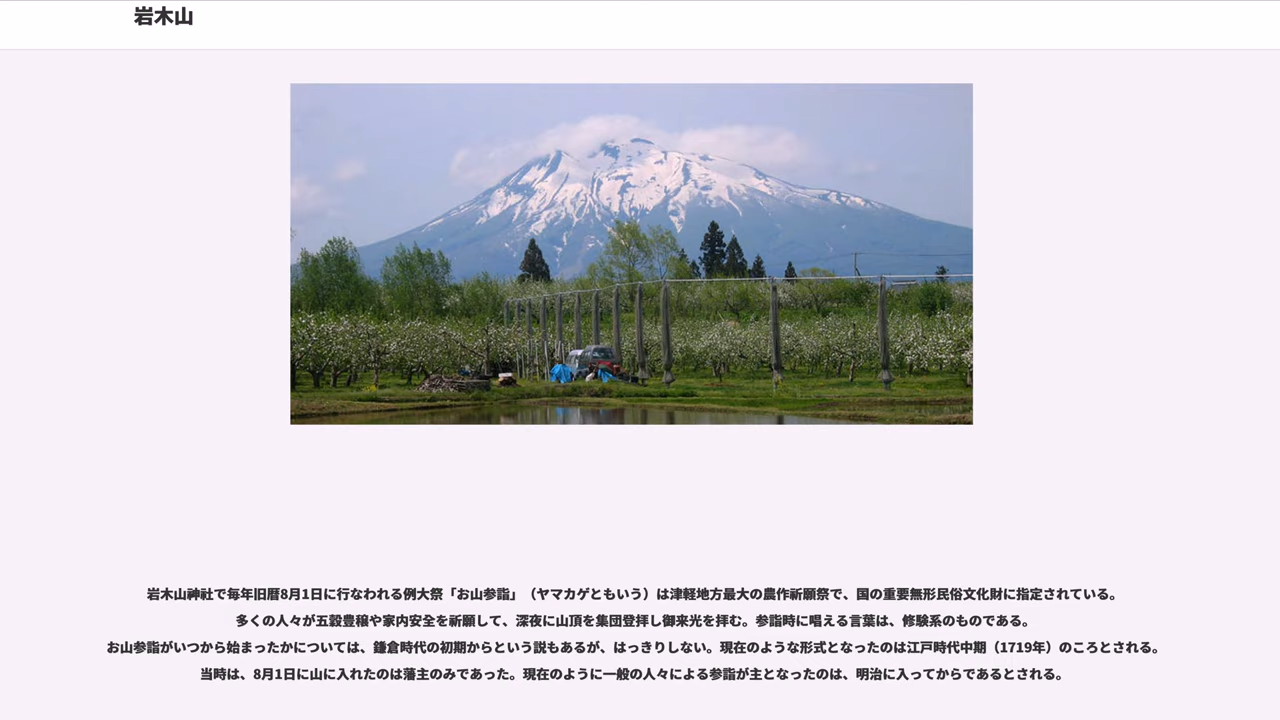 岩木山
岩木山神社で毎年旧暦8月1日に行なわれる例大祭「お山参詣」（ヤマカゲともいう）は津軽地方最大の農作祈願祭で、国の重要無形民俗文化財に指定されている。
多くの人々が五穀豊穣や家内安全を祈願して、深夜に山頂を集団登拝し御来光を拝む。参詣時に唱える言葉は、修験系のものである。
お山参詣がいつから始まったかについては、鎌倉時代の初期からという説もあるが、はっきりしない。現在のような形式となったのは江戸時代中期（1719年）のころとされる。
当時は、8月1日に山に入れたのは藩主のみであった。現在のように一般の人々による参詣が主となったのは、明治に入ってからであるとされる。